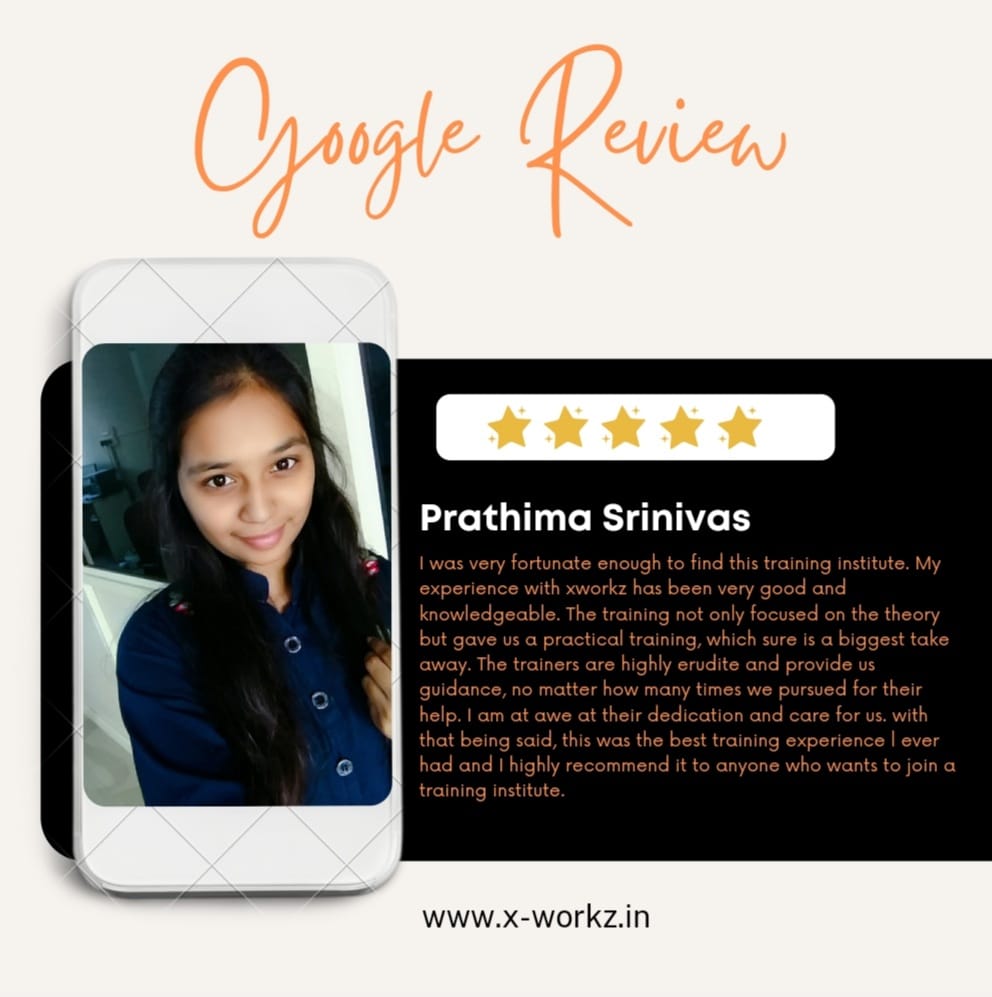 Google Review
Prathima Srinivas
I was very fortunate enough to find this training institute. My
experience with xworkz has been very good and
knowledgeable. The training not only focused on the theory
but gave us a practical training, which sure is a biggest take
away. The trainers are highly erudite and provide us
guidance, no matter how many times we pursued for their
help. I am at awe at their dedication and care for us. with
that being said, this was the best training experience I ever
had and I highly recommend it to anyone who wants to join a
training institute.
www.x-workz.in